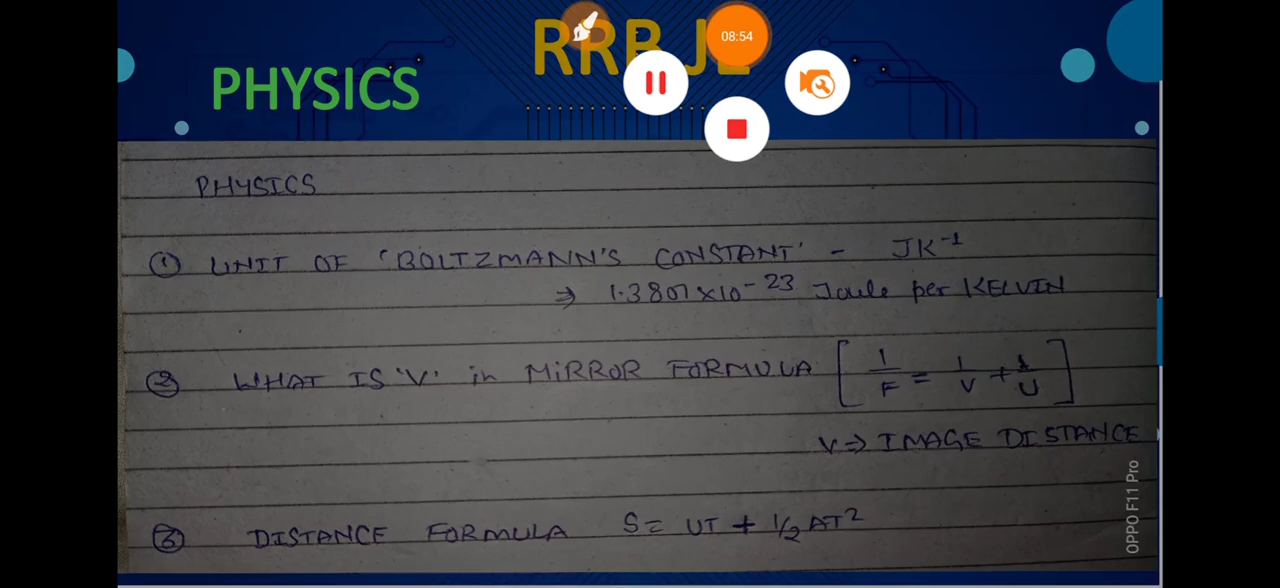 RRB JE
08:54
PHYSICS
PHYSICS
① UNIT OF 'BOLTZMANN'S CONSTANT' - JK⁻¹
⇒ 1.3807×10⁻²³ Joule per KELVIN
② WHAT IS 'V' in MiRROR FORMULA [1/F = 1/V + 1/U]
V ⇒ IMAGE DISTANCE
③ DISTANCE FORMULA S = UT + 1/2 AT²
OPPO F11 Pro